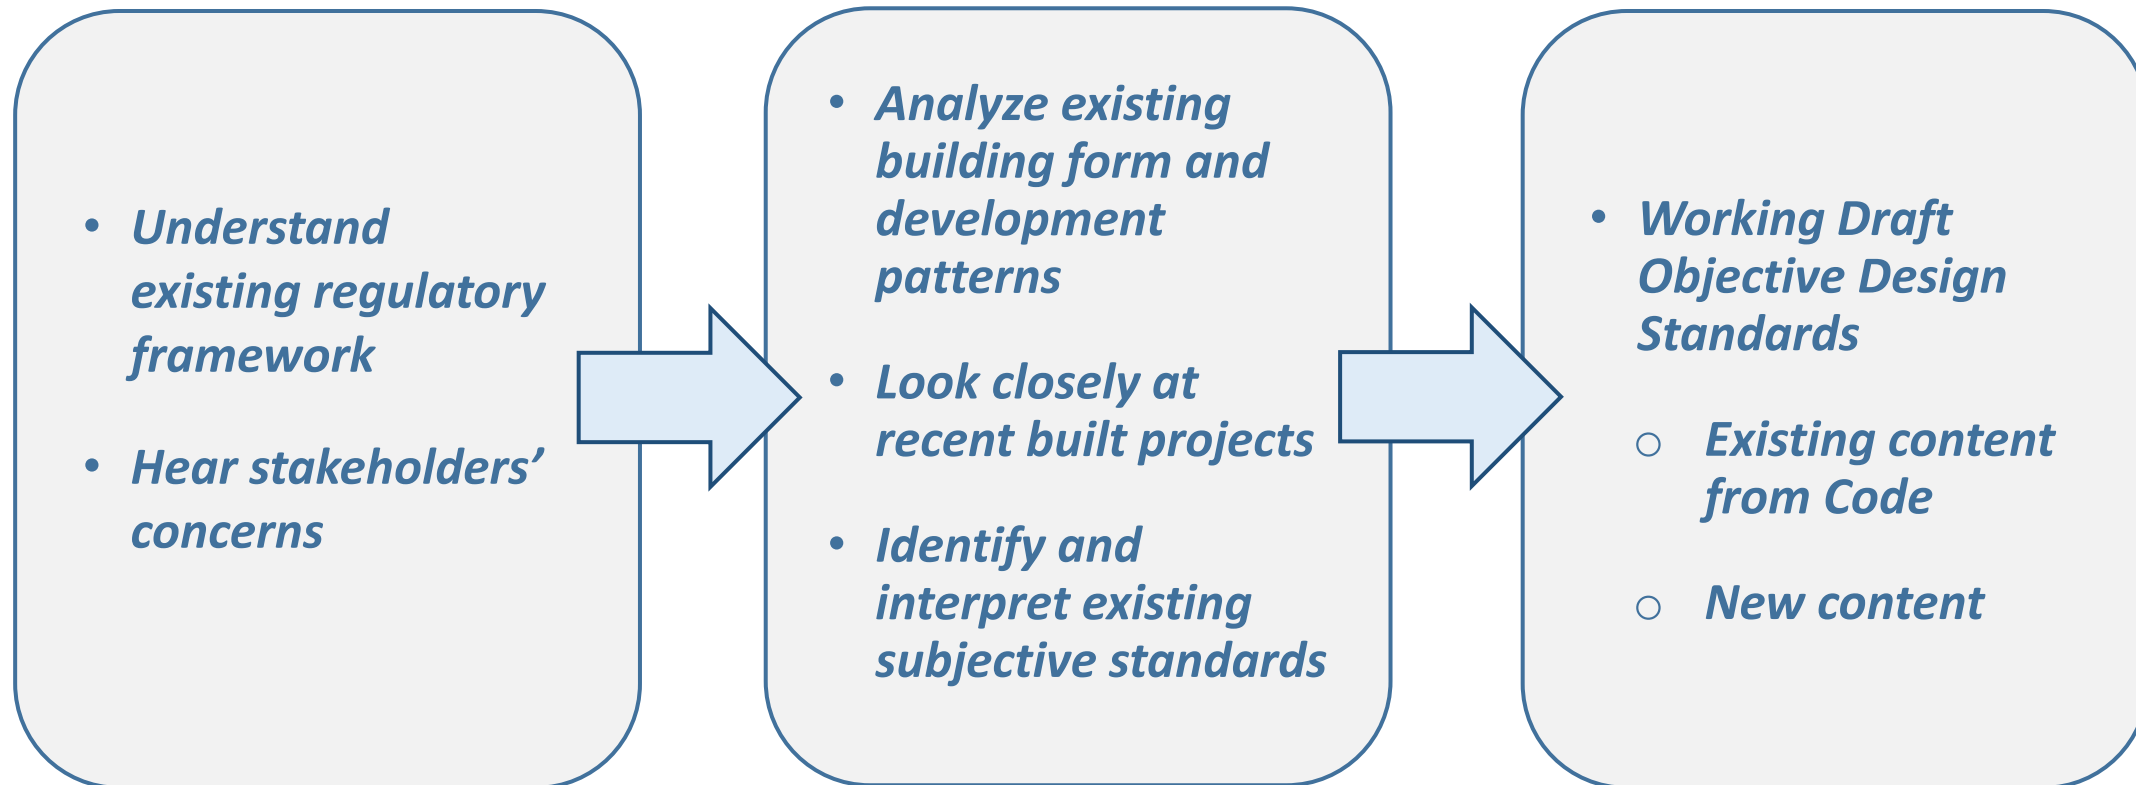 • Understand
existing regulatory
framework
• Hear stakeholders’
concerns
• Analyze existing
building form and
development
patterns
• Look closely at
recent built projects
• Identify and
interpret existing
subjective standards
• Working Draft
Objective Design
Standards
o Existing content
from Code
o New content